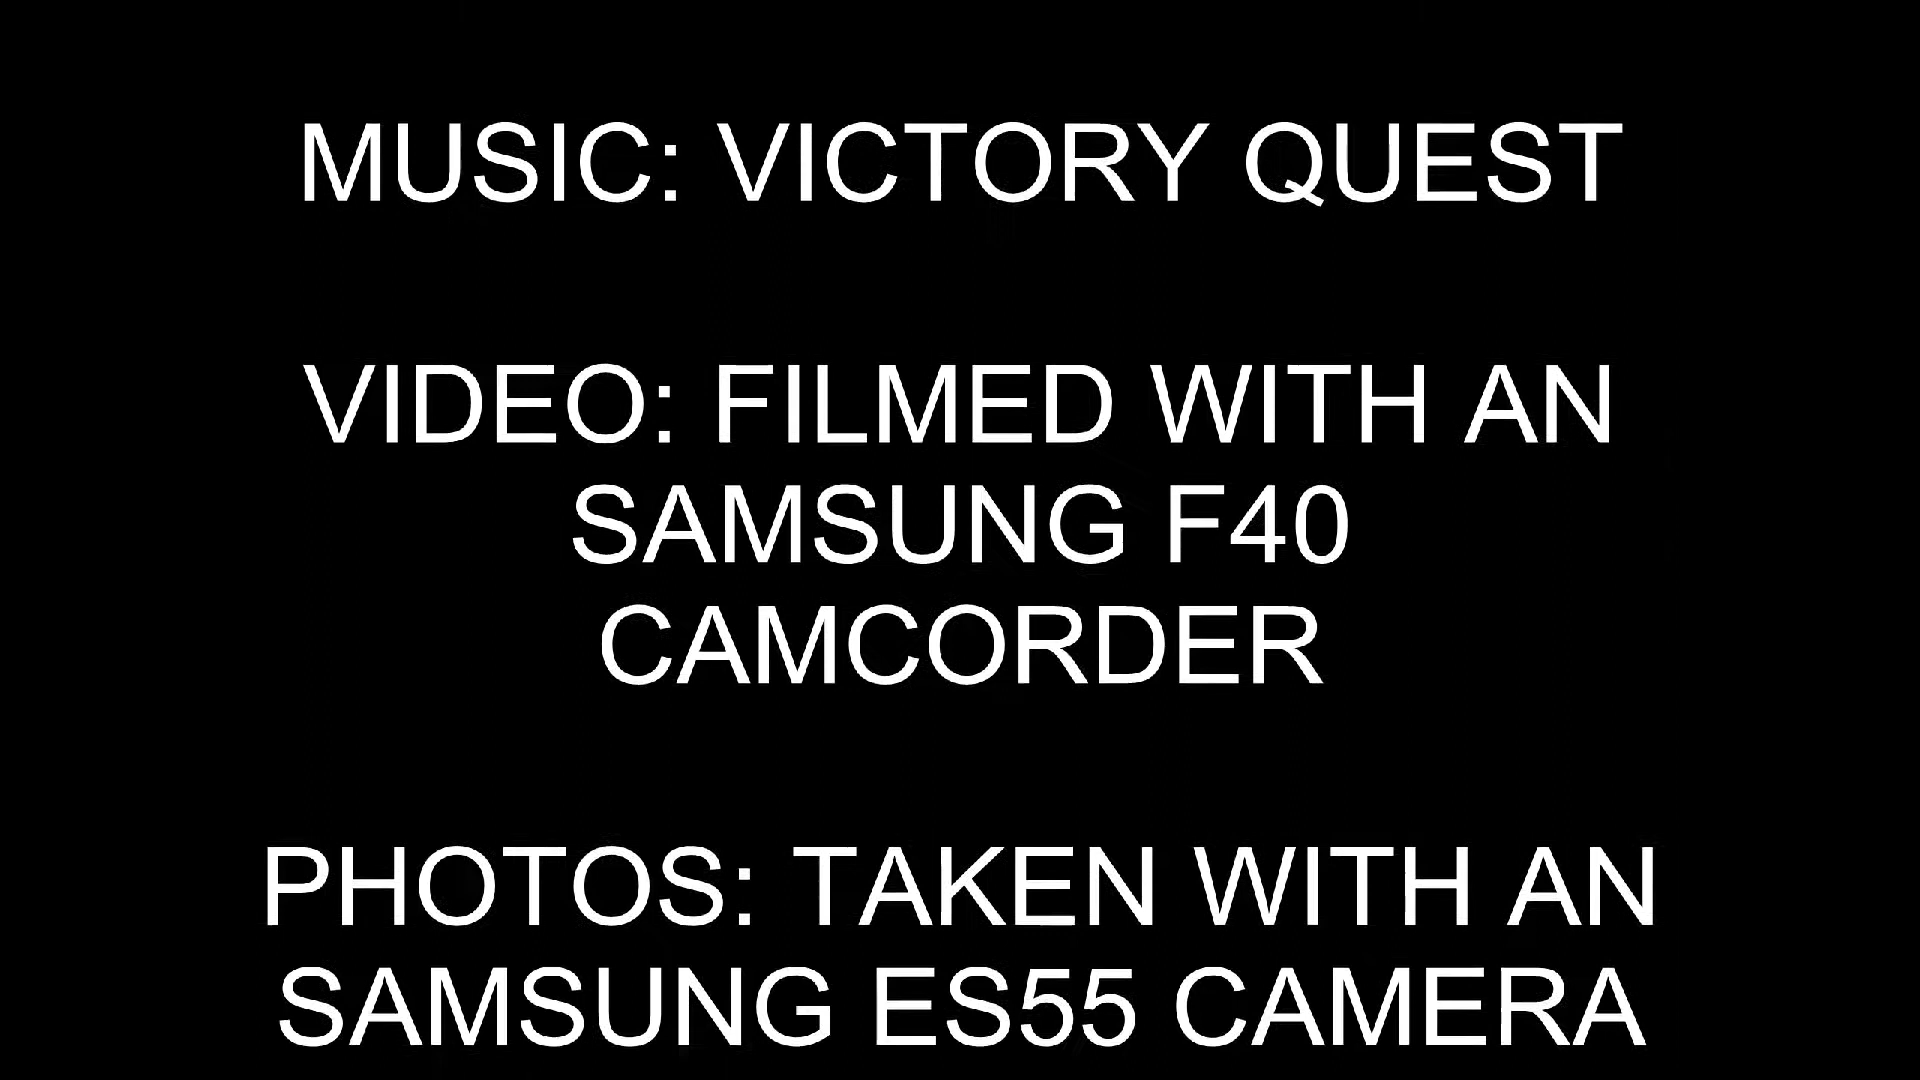 MUSIC: VICTORY QUEST
VIDEO: FILMED WITH AN
SAMSUNG F40
CAMCORDER
PHOTOS: TAKEN WITH AN
SAMSUNG ES55 CAMERA